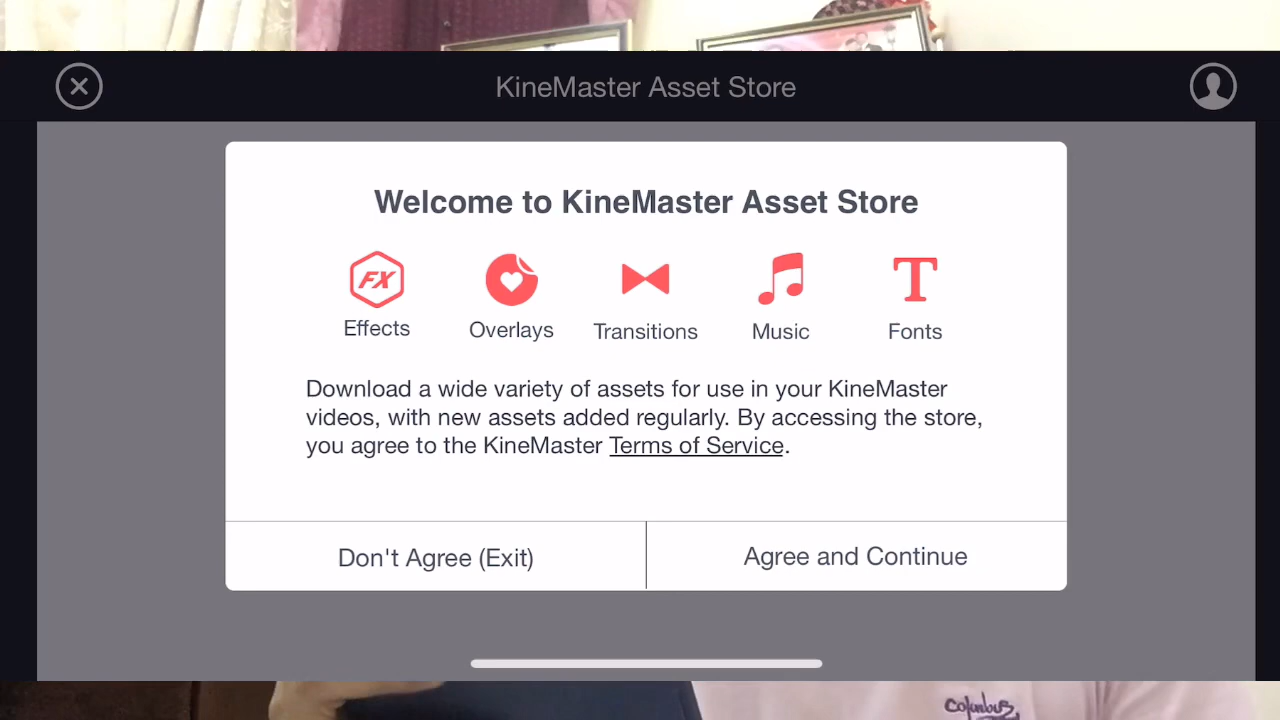 KineMaster Asset Store
Welcome to KineMaster Asset Store
FX
Effects
Overlays
Transitions
Music
T
Fonts
Download a wide variety of assets for use in your KineMaster
videos, with new assets added regularly. By accessing the store,
you agree to the KineMaster Terms of Service.
Don't Agree (Exit)
Agree and Continue
Columbus